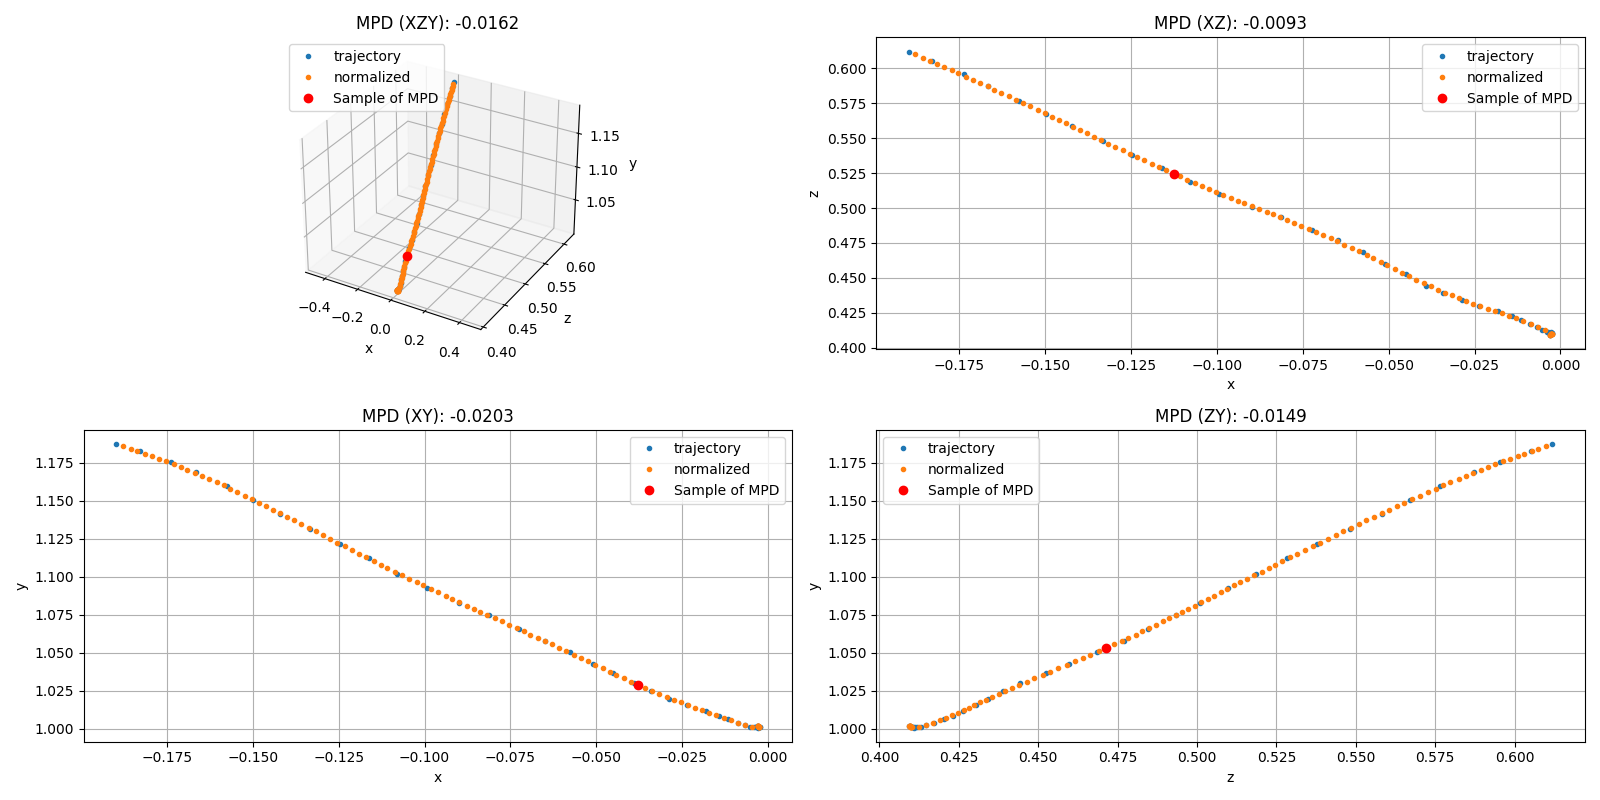 MPD (XZY): -0.0162
trajectory
normalized
Sample of MPD
1.15
1.10
1.05
y
−0.4
−0.2
0.0
0.2
0.4
x
0.40
0.45
0.50
0.55
0.60
z
MPD (XZ): -0.0093
trajectory
normalized
Sample of MPD
0.600
0.575
0.550
0.525
0.500
0.475
0.450
0.425
0.400
z
−0.175 −0.150 −0.125 −0.100 −0.075 −0.050 −0.025 0.000
x
MPD (XY): -0.0203
trajectory
normalized
Sample of MPD
1.175
1.150
1.125
1.100
1.075
1.050
1.025
1.000
y
−0.175 −0.150 −0.125 −0.100 −0.075 −0.050 −0.025 0.000
x
MPD (ZY): -0.0149
trajectory
normalized
Sample of MPD
1.175
1.150
1.125
1.100
1.075
1.050
1.025
1.000
y
0.400 0.425 0.450 0.475 0.500 0.525 0.550 0.575 0.600
z